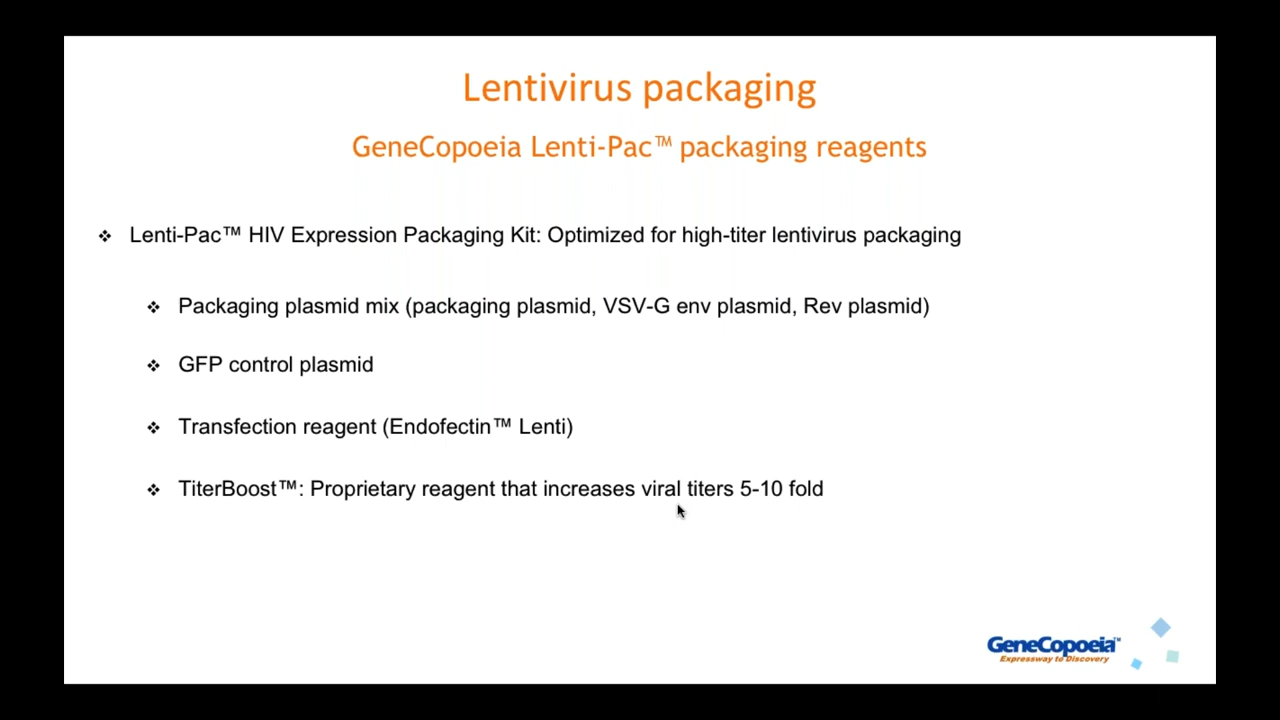 Lentivirus packaging
GeneCopoeia Lenti-Pac™ packaging reagents
❖ Lenti-Pac™ HIV Expression Packaging Kit: Optimized for high-titer lentivirus packaging
❖ Packaging plasmid mix (packaging plasmid, VSV-G env plasmid, Rev plasmid)
❖ GFP control plasmid
❖ Transfection reagent (Endofectin™ Lenti)
❖ TiterBoost™: Proprietary reagent that increases viral titers 5-10 fold
GeneCopoeia™
Expressway to Discovery